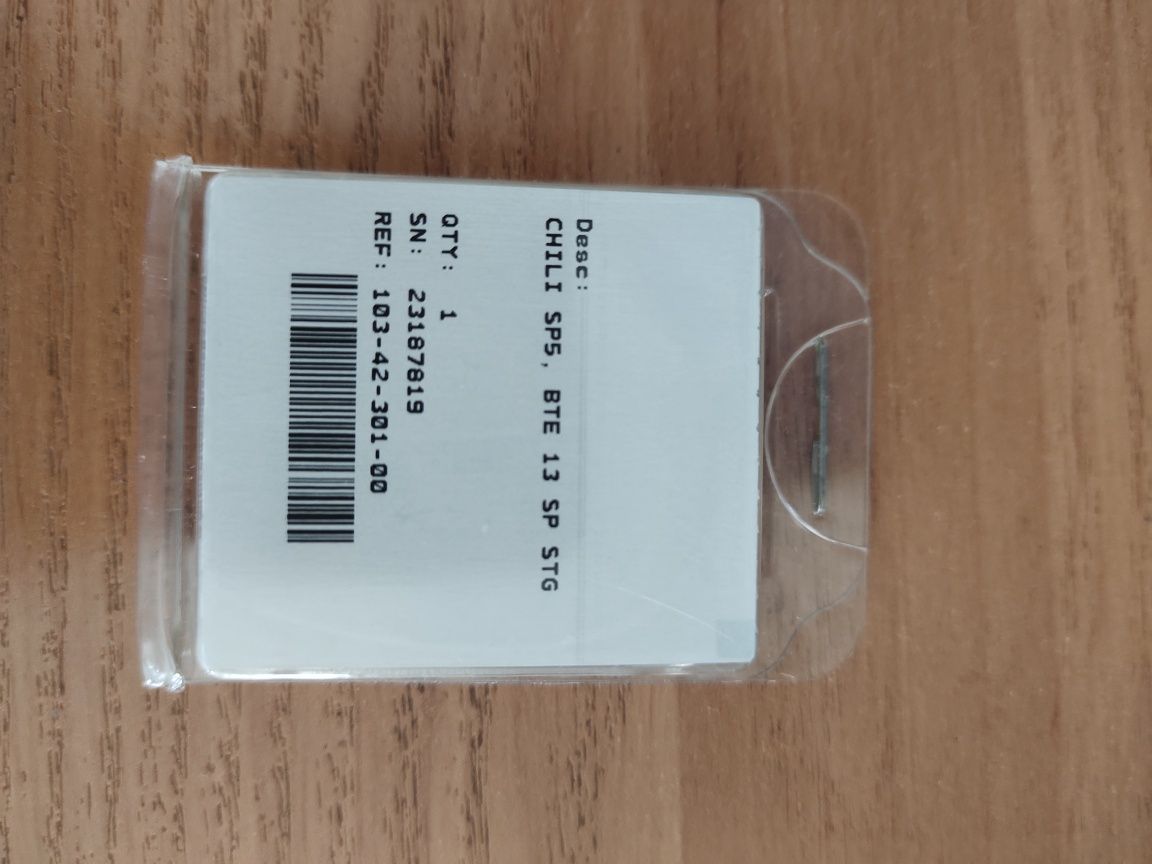 Desc:
CHILI SP5, BTE 13 SP STG
QTY: 1
SN: 23187819
REF: 103-42-301-00